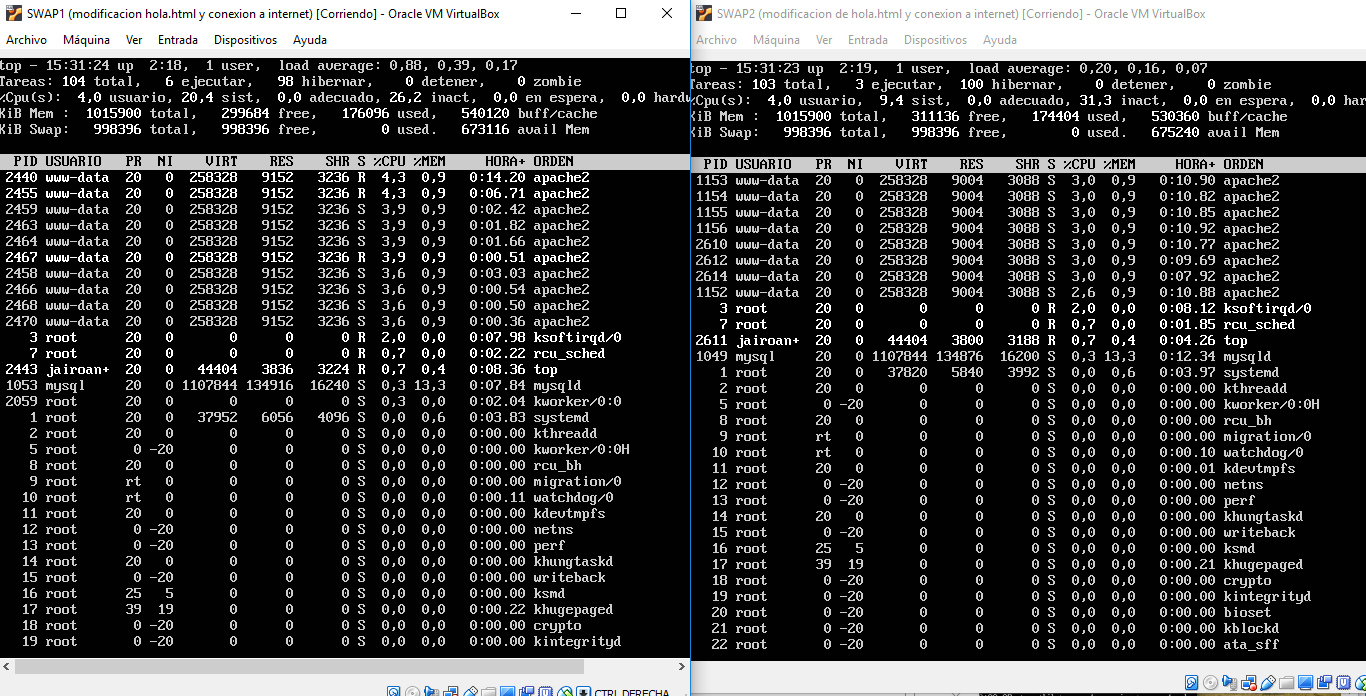 SWAP1 (modificacion hola.html y conexion a internet) [Corriendo] - Oracle VM VirtualBox
Archivo Máquina Ver Entrada Dispositivos Ayuda
top - 15:31:24 up 2:18, 1 user, load average: 0,88, 0,39, 0,17
Tareas: 104 total, 6 ejecutar, 98 hibernar, 0 detener, 0 zombie
%Cpu(s): 4,0 usuario, 20,4 sist, 0,0 adecuado, 26,2 inact, 0,0 en espera, 0,0 hardw
KiB Mem : 1015900 total, 299684 free, 176096 used, 540120 buff/cache
KiB Swap: 998396 total, 998396 free, 0 used. 673116 avail Mem
PID USUARIO PR NI VIRT RES SHR S %CPU %MEM HORA+ ORDEN
2440 www-data 20 0 258328 9152 3236 R 4,3 0,9 0:14.20 apache2
2455 www-data 20 0 258328 9152 3236 R 4,3 0,9 0:06.71 apache2
2459 www-data 20 0 258328 9152 3236 S 3,9 0,9 0:02.42 apache2
2463 www-data 20 0 258328 9152 3236 S 3,9 0,9 0:01.82 apache2
2464 www-data 20 0 258328 9152 3236 S 3,9 0,9 0:01.66 apache2
2467 www-data 20 0 258328 9152 3236 R 3,9 0,9 0:00.51 apache2
2458 www-data 20 0 258328 9152 3236 S 3,6 0,9 0:03.03 apache2
2466 www-data 20 0 258328 9152 3236 S 3,6 0,9 0:00.54 apache2
2468 www-data 20 0 258328 9152 3236 S 3,6 0,9 0:00.50 apache2
2470 www-data 20 0 258328 9152 3236 S 3,6 0,9 0:00.36 apache2
3 root 20 0 0 0 0 R 2,0 0,0 0:07.98 ksoftirqd/0
7 root 20 0 0 0 0 R 0,7 0,0 0:02.22 rcu_sched
2443 jairoan+ 20 0 44404 3836 3224 R 0,7 0,4 0:08.36 top
1053 mysql 20 0 1107844 134916 16240 S 0,3 13,3 0:07.84 mysqld
2059 root 20 0 0 0 0 S 0,3 0,0 0:02.04 kworker/0:0
1 root 20 0 37952 6056 4096 S 0,0 0,6 0:03.83 systemd
2 root 20 0 0 0 0 S 0,0 0,0 0:00.00 kthreadd
5 root 0 -20 0 0 0 S 0,0 0,0 0:00.00 kworker/0:0H
8 root 20 0 0 0 0 S 0,0 0,0 0:00.00 rcu_bh
9 root rt 0 0 0 0 S 0,0 0,0 0:00.00 migration/0
10 root rt 0 0 0 0 S 0,0 0,0 0:00.11 watchdog/0
11 root 20 0 0 0 0 S 0,0 0,0 0:00.00 kdevtmpfs
12 root 0 -20 0 0 0 S 0,0 0,0 0:00.00 netns
13 root 0 -20 0 0 0 S 0,0 0,0 0:00.00 perf
14 root 20 0 0 0 0 S 0,0 0,0 0:00.00 khungtaskd
15 root 0 -20 0 0 0 S 0,0 0,0 0:00.00 writeback
16 root 25 5 0 0 0 S 0,0 0,0 0:00.00 ksmd
17 root 39 19 0 0 0 S 0,0 0,0 0:00.22 khugepaged
18 root 0 -20 0 0 0 S 0,0 0,0 0:00.00 crypto
19 root 0 -20 0 0 0 S 0,0 0,0 0:00.00 kintegrityd
CTRL DERECHA
SWAP2 (modificacion de hola.html y conexion a internet) [Corriendo] - Oracle VM VirtualBox
Archivo Máquina Ver Entrada Dispositivos Ayuda
top - 15:31:23 up 2:19, 1 user, load average: 0,20, 0,16, 0,07
Tareas: 103 total, 3 ejecutar, 100 hibernar, 0 detener, 0 zombie
%Cpu(s): 4,0 usuario, 9,4 sist, 0,0 adecuado, 31,3 inact, 0,0 en espera, 0,0 har
KiB Mem : 1015900 total, 311136 free, 174404 used, 530360 buff/cache
KiB Swap: 998396 total, 998396 free, 0 used. 675240 avail Mem
PID USUARIO PR NI VIRT RES SHR S %CPU %MEM HORA+ ORDEN
1153 www-data 20 0 258328 9004 3088 S 3,0 0,9 0:10.90 apache2
1154 www-data 20 0 258328 9004 3088 S 3,0 0,9 0:10.82 apache2
1155 www-data 20 0 258328 9004 3088 S 3,0 0,9 0:10.85 apache2
1156 www-data 20 0 258328 9004 3088 S 3,0 0,9 0:10.92 apache2
2610 www-data 20 0 258328 9004 3088 S 3,0 0,9 0:10.77 apache2
2612 www-data 20 0 258328 9004 3088 S 3,0 0,9 0:09.69 apache2
2614 www-data 20 0 258328 9004 3088 S 3,0 0,9 0:07.92 apache2
1152 www-data 20 0 258328 9004 3088 S 2,6 0,9 0:10.88 apache2
3 root 20 0 0 0 0 R 2,0 0,0 0:08.12 ksoftirqd/0
7 root 20 0 0 0 0 R 0,7 0,0 0:01.85 rcu_sched
2611 jairoan+ 20 0 44404 3800 3188 R 0,7 0,4 0:04.26 top
1049 mysql 20 0 1107844 134876 16200 S 0,3 13,3 0:12.34 mysqld
1 root 20 0 37820 5840 3992 S 0,0 0,6 0:03.97 systemd
2 root 20 0 0 0 0 S 0,0 0,0 0:00.00 kthreadd
5 root 0 -20 0 0 0 S 0,0 0,0 0:00.00 kworker/0:0H
8 root 20 0 0 0 0 S 0,0 0,0 0:00.00 rcu_bh
9 root rt 0 0 0 0 S 0,0 0,0 0:00.00 migration/0
10 root rt 0 0 0 0 S 0,0 0,0 0:00.10 watchdog/0
11 root 20 0 0 0 0 S 0,0 0,0 0:00.01 kdevtmpfs
12 root 0 -20 0 0 0 S 0,0 0,0 0:00.00 netns
13 root 0 -20 0 0 0 S 0,0 0,0 0:00.00 perf
14 root 20 0 0 0 0 S 0,0 0,0 0:00.00 khungtaskd
15 root 0 -20 0 0 0 S 0,0 0,0 0:00.00 writeback
16 root 25 5 0 0 0 S 0,0 0,0 0:00.00 ksmd
17 root 39 19 0 0 0 S 0,0 0,0 0:00.21 khugepaged
18 root 0 -20 0 0 0 S 0,0 0,0 0:00.00 crypto
19 root 0 -20 0 0 0 S 0,0 0,0 0:00.00 kintegrityd
20 root 0 -20 0 0 0 S 0,0 0,0 0:00.00 bioset
21 root 0 -20 0 0 0 S 0,0 0,0 0:00.00 kblockd
22 root 0 -20 0 0 0 S 0,0 0,0 0:00.00 ata_sff